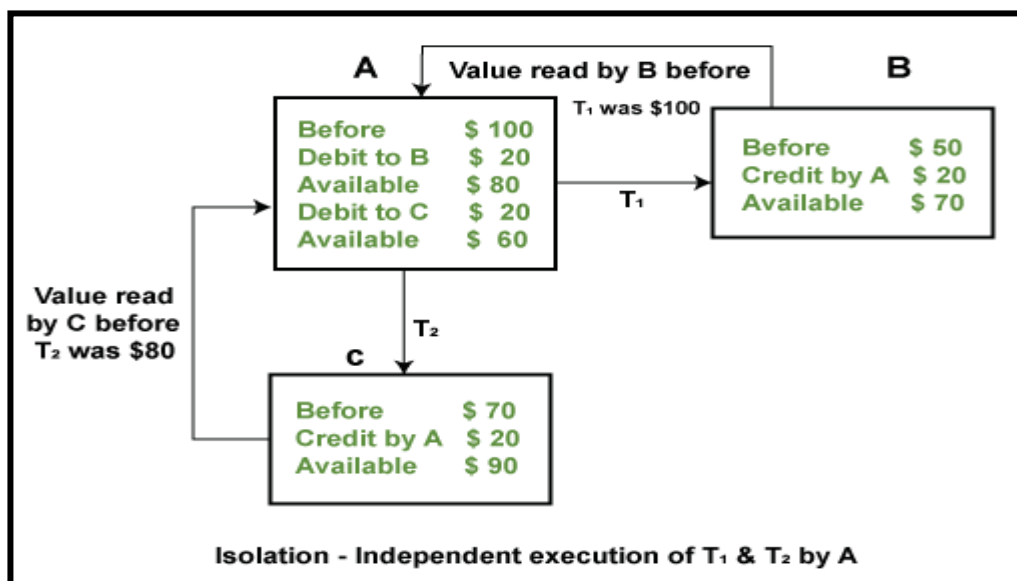 A
Value read by B before
T₁ was $100
B
Before $ 100
Debit to B $ 20
Available $ 80
Debit to C $ 20
Available $ 60
T₁
Before $ 50
Credit by A $ 20
Available $ 70
Value read
by C before
T₂ was $80
T₂
c
Before $ 70
Credit by A $ 20
Available $ 90
Isolation - Independent execution of T₁ & T₂ by A